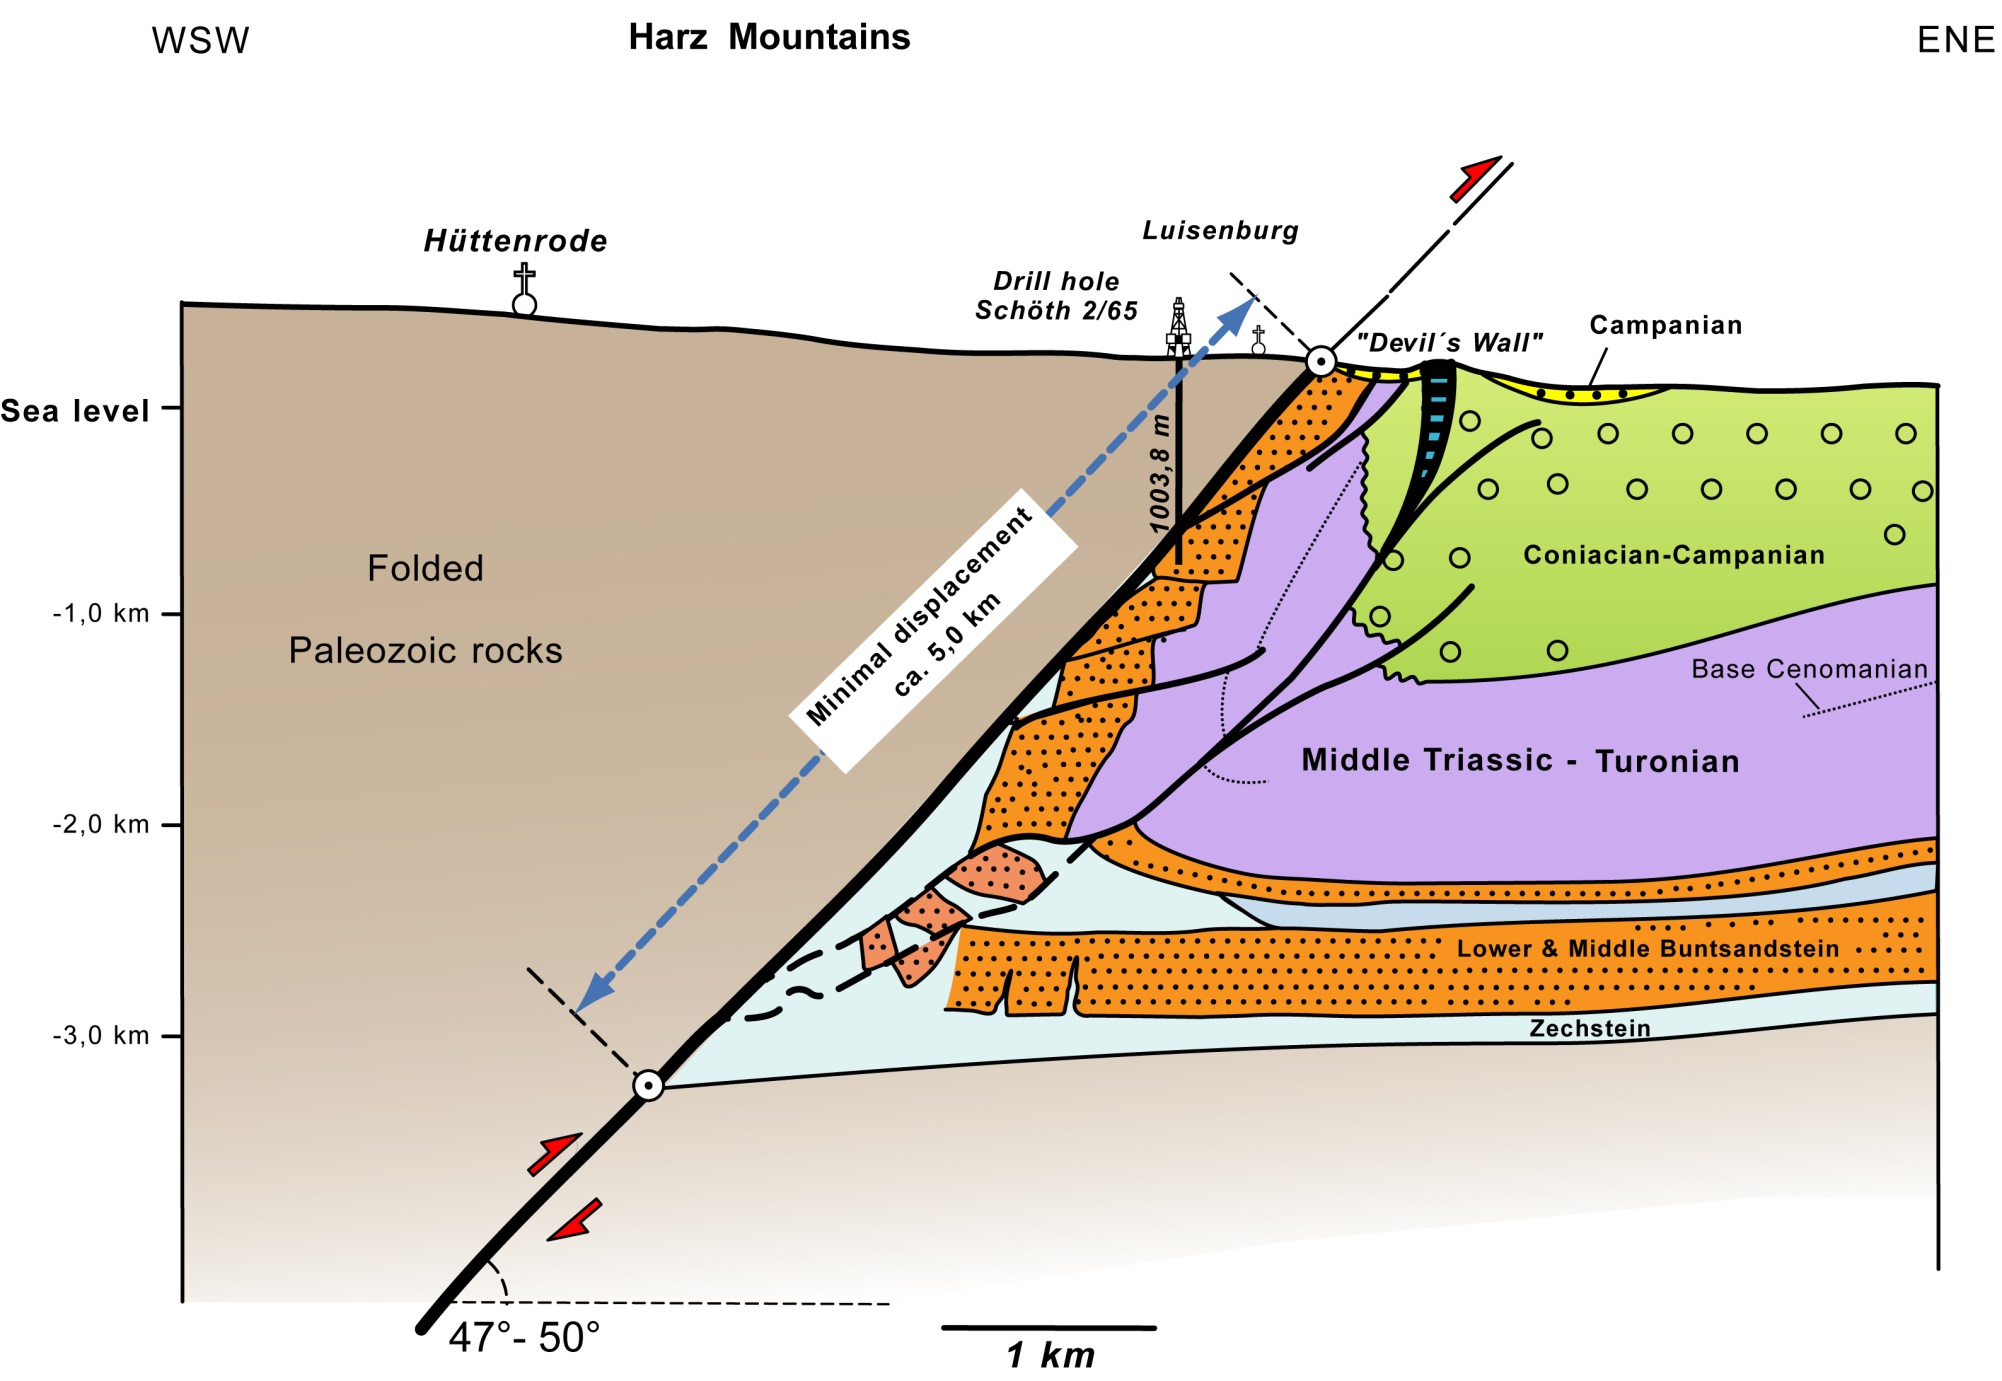 WSW
Harz Mountains
ENE
Luisenburg
Hüttenrode
Drill hole
Schöth 2/65
Campanian
"Devil´s Wall"
Sea level
1003,8 m
Folded
Paleozoic rocks
Coniacian-Campanian
-1,0 km
Minimal displacement
ca. 5,0 km
Base Cenomanian
Middle Triassic - Turonian
-2,0 km
Lower & Middle Buntsandstein
Zechstein
-3,0 km
47°- 50°
1 km